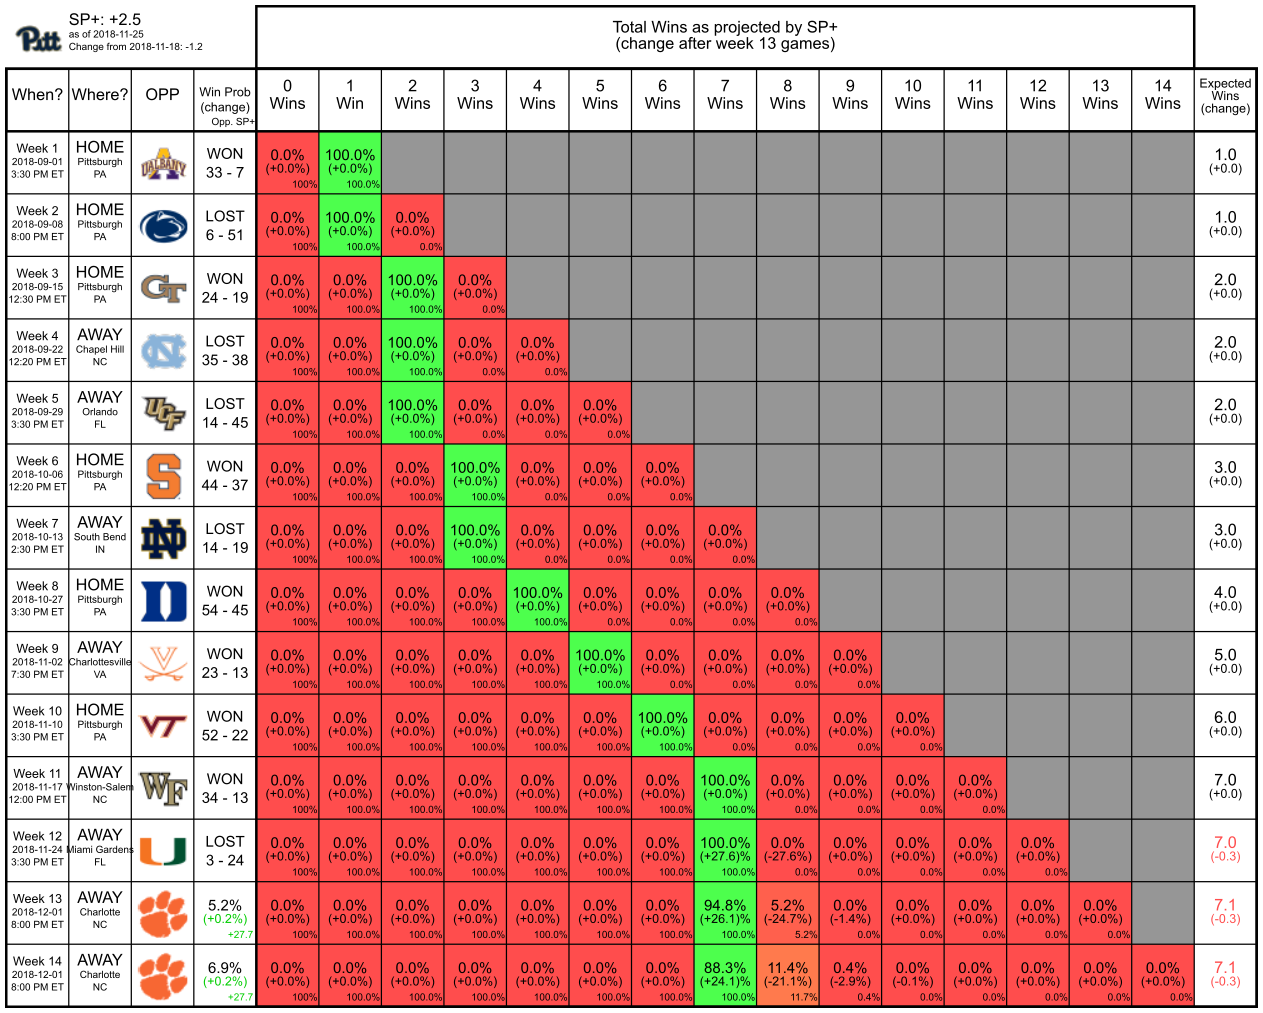 Pitt
SP+: +2.5
as of 2018-11-25
Change from 2018-11-18: -1.2
Total Wins as projected by SP+
(change after week 13 games)
When? Where? OPP Win Prob (change) Opp. SP+ 0 Wins 1 Win 2 Wins 3 Wins 4 Wins 5 Wins 6 Wins 7 Wins 8 Wins 9 Wins 10 Wins 11 Wins 12 Wins 13 Wins 14 Wins Expected Wins (change)
Week 1 HOME WON 0.0% 100.0% 1.0
2018-09-01 Pittsburgh UALBANY (+0.0%) (+0.0%) (+0.0)
3:30 PM ET PA 33 - 7 100% 100.0%
Week 2 HOME LOST 0.0% 100.0% 0.0% 1.0
2018-09-08 Pittsburgh (+0.0%) (+0.0%) (+0.0%) (+0.0)
8:00 PM ET PA 6 - 51 100% 100.0% 0.0%
Week 3 HOME WON 0.0% 0.0% 100.0% 0.0% 2.0
2018-09-15 Pittsburgh GT (+0.0%) (+0.0%) (+0.0%) (+0.0%) (+0.0)
12:30 PM ET PA 24 - 19 100% 100.0% 100.0% 0.0%
Week 4 AWAY LOST 0.0% 0.0% 100.0% 0.0% 0.0% 2.0
2018-09-22 Chapel Hill NC (+0.0%) (+0.0%) (+0.0%) (+0.0%) (+0.0%) (+0.0)
12:20 PM ET NC 35 - 38 100% 100.0% 100.0% 0.0% 0.0%
Week 5 AWAY LOST 0.0% 0.0% 100.0% 0.0% 0.0% 0.0% 2.0
2018-09-29 Orlando UCF (+0.0%) (+0.0%) (+0.0%) (+0.0%) (+0.0%) (+0.0%) (+0.0)
3:30 PM ET FL 14 - 45 100% 100.0% 100.0% 0.0% 0.0% 0.0%
Week 6 HOME WON 0.0% 0.0% 0.0% 100.0% 0.0% 0.0% 0.0% 3.0
2018-10-06 Pittsburgh S (+0.0%) (+0.0%) (+0.0%) (+0.0%) (+0.0%) (+0.0%) (+0.0%) (+0.0)
12:20 PM ET PA 44 - 37 100% 100.0% 100.0% 100.0% 0.0% 0.0% 0.0%
Week 7 AWAY LOST 0.0% 0.0% 0.0% 100.0% 0.0% 0.0% 0.0% 0.0% 3.0
2018-10-13 South Bend ND (+0.0%) (+0.0%) (+0.0%) (+0.0%) (+0.0%) (+0.0%) (+0.0%) (+0.0%) (+0.0)
2:30 PM ET IN 14 - 19 100% 100.0% 100.0% 100.0% 0.0% 0.0% 0.0% 0.0%
Week 8 HOME WON 0.0% 0.0% 0.0% 0.0% 100.0% 0.0% 0.0% 0.0% 0.0% 4.0
2018-10-27 Pittsburgh D (+0.0%) (+0.0%) (+0.0%) (+0.0%) (+0.0%) (+0.0%) (+0.0%) (+0.0%) (+0.0%) (+0.0)
3:30 PM ET PA 54 - 45 100% 100.0% 100.0% 100.0% 100.0% 0.0% 0.0% 0.0% 0.0%
Week 9 AWAY WON 0.0% 0.0% 0.0% 0.0% 0.0% 100.0% 0.0% 0.0% 0.0% 0.0% 5.0
2018-11-02 Charlottesville V (+0.0%) (+0.0%) (+0.0%) (+0.0%) (+0.0%) (+0.0%) (+0.0%) (+0.0%) (+0.0%) (+0.0%) (+0.0)
7:30 PM ET VA 23 - 13 100% 100.0% 100.0% 100.0% 100.0% 100.0% 0.0% 0.0% 0.0% 0.0%
Week 10 HOME WON 0.0% 0.0% 0.0% 0.0% 0.0% 0.0% 100.0% 0.0% 0.0% 0.0% 0.0% 6.0
2018-11-10 Pittsburgh VT (+0.0%) (+0.0%) (+0.0%) (+0.0%) (+0.0%) (+0.0%) (+0.0%) (+0.0%) (+0.0%) (+0.0%) (+0.0%) (+0.0)
3:30 PM ET PA 52 - 22 100% 100.0% 100.0% 100.0% 100.0% 100.0% 100.0% 0.0% 0.0% 0.0% 0.0%
Week 11 AWAY WON 0.0% 0.0% 0.0% 0.0% 0.0% 0.0% 0.0% 100.0% 0.0% 0.0% 0.0% 0.0% 7.0
2018-11-17 Winston-Salem WF (+0.0%) (+0.0%) (+0.0%) (+0.0%) (+0.0%) (+0.0%) (+0.0%) (+0.0%) (+0.0%) (+0.0%) (+0.0%) (+0.0%) (+0.0)
12:00 PM ET NC 34 - 13 100% 100.0% 100.0% 100.0% 100.0% 100.0% 100.0% 100.0% 0.0% 0.0% 0.0% 0.0%
Week 12 AWAY LOST 0.0% 0.0% 0.0% 0.0% 0.0% 0.0% 0.0% 100.0% 0.0% 0.0% 0.0% 0.0% 0.0% 7.0
2018-11-24 Miami Gardens U (+0.0%) (+0.0%) (+0.0%) (+0.0%) (+0.0%) (+0.0%) (+0.0%) (+27.6)% (-27.6%) (+0.0%) (+0.0%) (+0.0%) (+0.0%) (-0.3)
3:30 PM ET FL 3 - 24 100% 100.0% 100.0% 100.0% 100.0% 100.0% 100.0% 100.0% 0.0% 0.0% 0.0% 0.0% 0.0%
Week 13 AWAY 5.2% 0.0% 0.0% 0.0% 0.0% 0.0% 0.0% 0.0% 94.8% 5.2% 0.0% 0.0% 0.0% 0.0% 0.0% 7.1
2018-12-01 Charlotte (+0.2%) (+0.0%) (+0.0%) (+0.0%) (+0.0%) (+0.0%) (+0.0%) (+0.0%) (+26.1)% (-24.7%) (-1.4%) (+0.0%) (+0.0%) (+0.0%) (+0.0%) (-0.3)
8:00 PM ET NC +27.7 100% 100.0% 100.0% 100.0% 100.0% 100.0% 100.0% 100.0% 5.2% 0.0% 0.0% 0.0% 0.0% 0.0%
Week 14 AWAY 6.9% 0.0% 0.0% 0.0% 0.0% 0.0% 0.0% 0.0% 88.3% 11.4% 0.4% 0.0% 0.0% 0.0% 0.0% 0.0% 7.1
2018-12-01 Charlotte (+0.2%) (+0.0%) (+0.0%) (+0.0%) (+0.0%) (+0.0%) (+0.0%) (+0.0%) (+24.1)% (-21.1%) (-2.9%) (-0.1%) (+0.0%) (+0.0%) (+0.0%) (+0.0%) (-0.3)
8:00 PM ET NC +27.7 100% 100.0% 100.0% 100.0% 100.0% 100.0% 100.0% 100.0% 11.7% 0.4% 0.0% 0.0% 0.0% 0.0% 0.0%